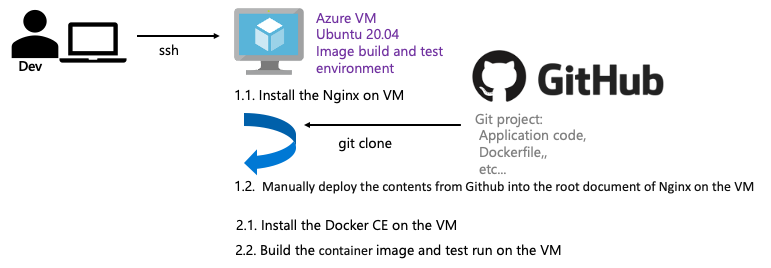 Dev
ssh
Azure VM
Ubuntu 20.04
Image build and test
environment
GitHub
1.1. Install the Nginx on VM
Git project:
Application code,
Dockerfile,,
etc...
git clone
1.2.  Manually deploy the contents from Github into the root document of Nginx on the VM
2.1. Install the Docker CE on the VM
2.2. Build the container image and test run on the VM